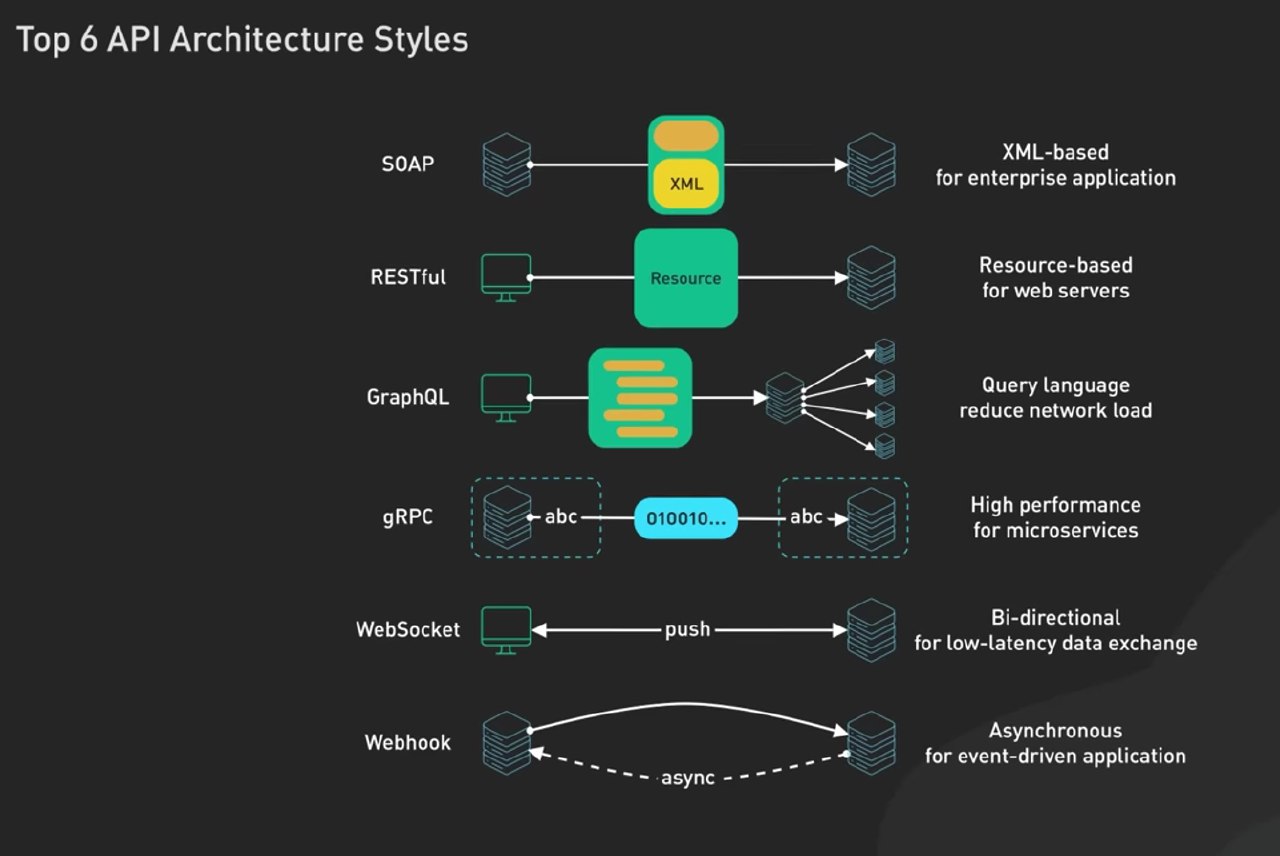 Top 6 API Architecture Styles
SOAP
XML
XML-based
for enterprise application
RESTful
Resource
Resource-based
for web servers
GraphQL
Query language
reduce network load
gRPC
abc
010010...
abc
High performance
for microservices
WebSocket
push
Bi-directional
for low-latency data exchange
Webhook
async
Asynchronous
for event-driven application